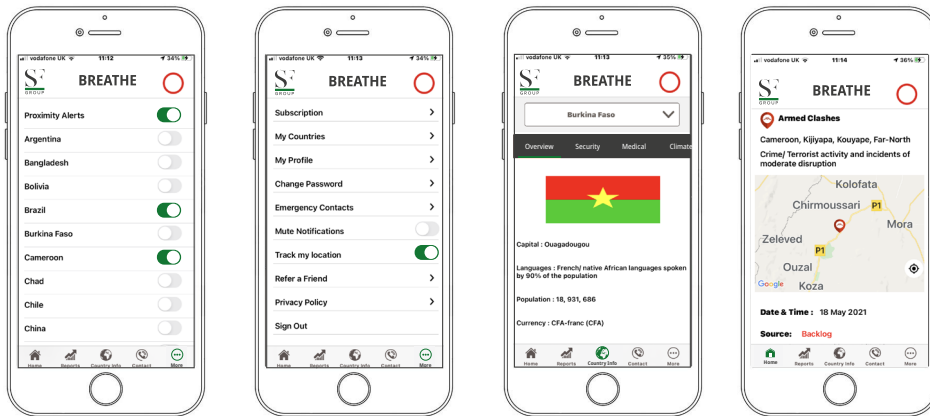 vodafone UK 11:12 34%
SF
GROUP
BREATHE
Proximity Alerts
Argentina
Bangladesh
Bolivia
Brazil
Burkina Faso
Cameroon
Chad
Chile
China
Home Reports Country Info Contact More
vodafone UK 11:13 34%
SF
GROUP
BREATHE
Subscription
My Countries
My Profile
Change Password
Emergency Contacts
Mute Notifications
Track my location
Refer a Friend
Privacy Policy
Sign Out
Home Reports Country Info Contact More
vodafone UK 11:13 35%
SF
GROUP
BREATHE
Burkina Faso
Overview Security Medical Climate
Capital : Ouagadougou
Languages : French/ native African languages spoken
by 90% of the population
Population : 18, 931, 686
Currency : CFA-franc (CFA)
Home Reports Country Info Contact More
vodafone UK 11:14 36%
SF
GROUP
BREATHE
Armed Clashes
Cameroon, Kijiyapa, Kouyape, Far-North
Crime/ Terrorist activity and incidents of
moderate disruption
Kolofata
Chirmoussari P1
Mora
Zeleved
P1
Ouzal
Google Koza
Date & Time : 18 May 2021
Source: Backlog
Home Reports Country Info Contact More